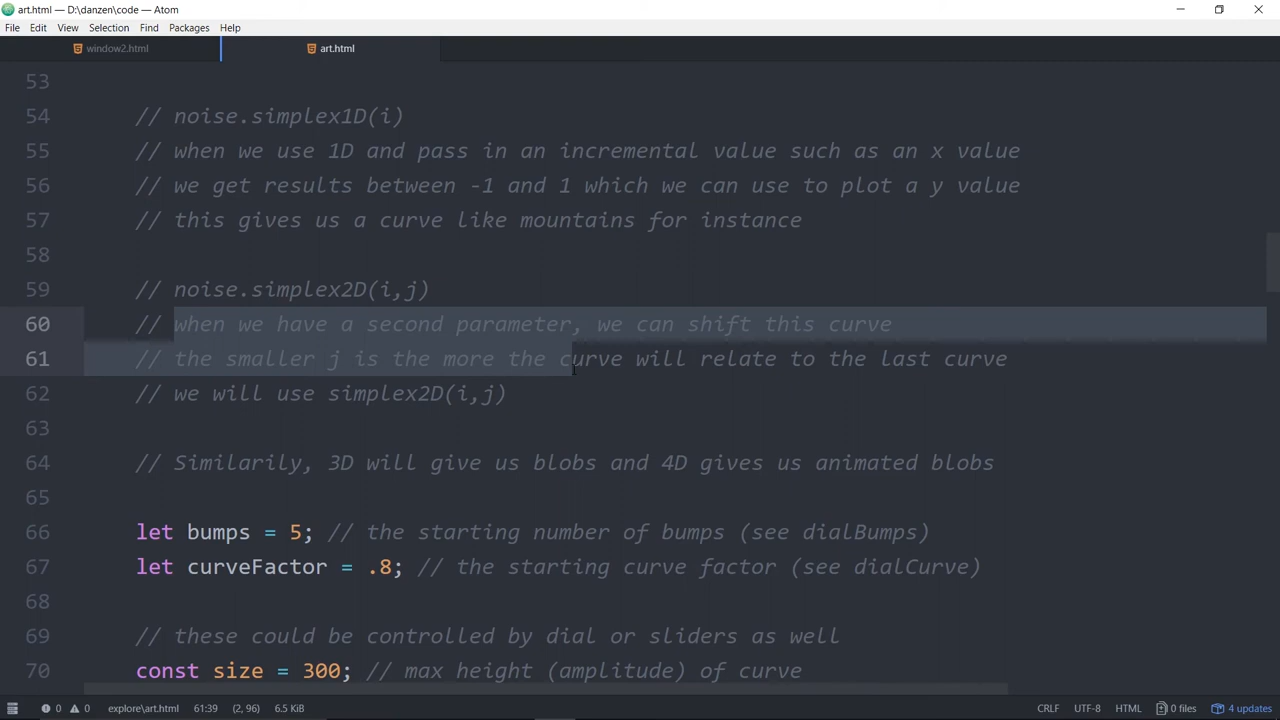 art.html — D:\danzen\code — Atom
File Edit View Selection Find Packages Help
window2.html art.html
53
54 // noise.simplex1D(i)
55 // when we use 1D and pass in an incremental value such as an x value
56 // we get results between -1 and 1 which we can use to plot a y value
57 // this gives us a curve like mountains for instance
58
59 // noise.simplex2D(i,j)
60 // when we have a second parameter, we can shift this curve
61 // the smaller j is the more the curve will relate to the last curve
62 // we will use simplex2D(i,j)
63
64 // Similarily, 3D will give us blobs and 4D gives us animated blobs
65
66 let bumps = 5; // the starting number of bumps (see dialBumps)
67 let curveFactor = .8; // the starting curve factor (see dialCurve)
68
69 // these could be controlled by dial or sliders as well
70 const size = 300; // max height (amplitude) of curve
0 0 explore\art.html 61:39 (2, 96) 6.5 KiB CRLF UTF-8 HTML 0 files 4 updates